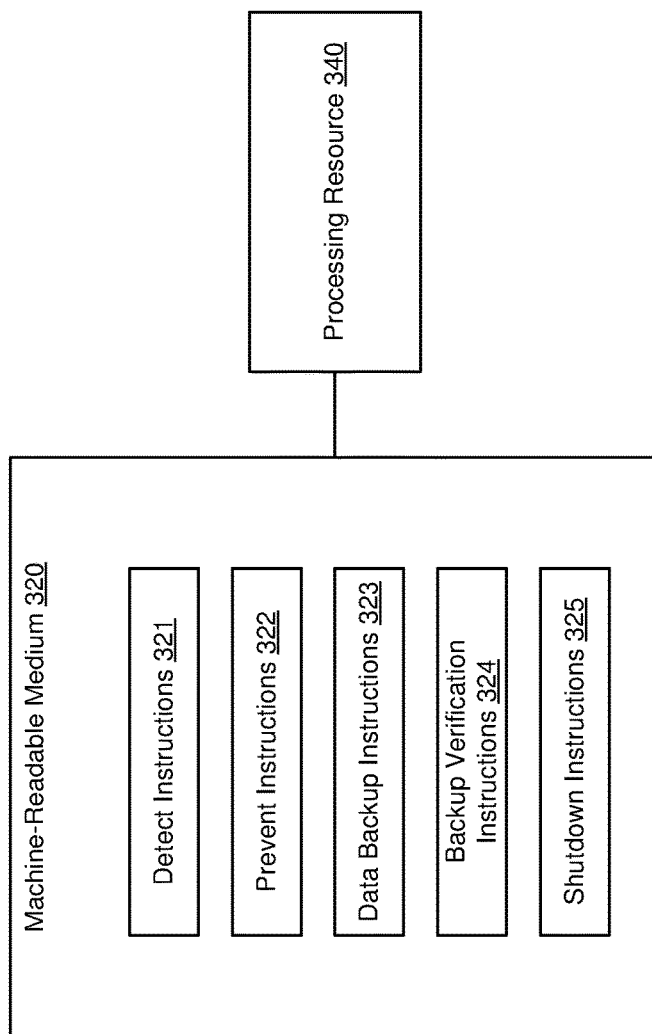 Machine-Readable Medium 320
Detect Instructions 321
Prevent Instructions 322
Data Backup Instructions 323
Backup Verification
Instructions 324
Shutdown Instructions 325
Processing Resource 340